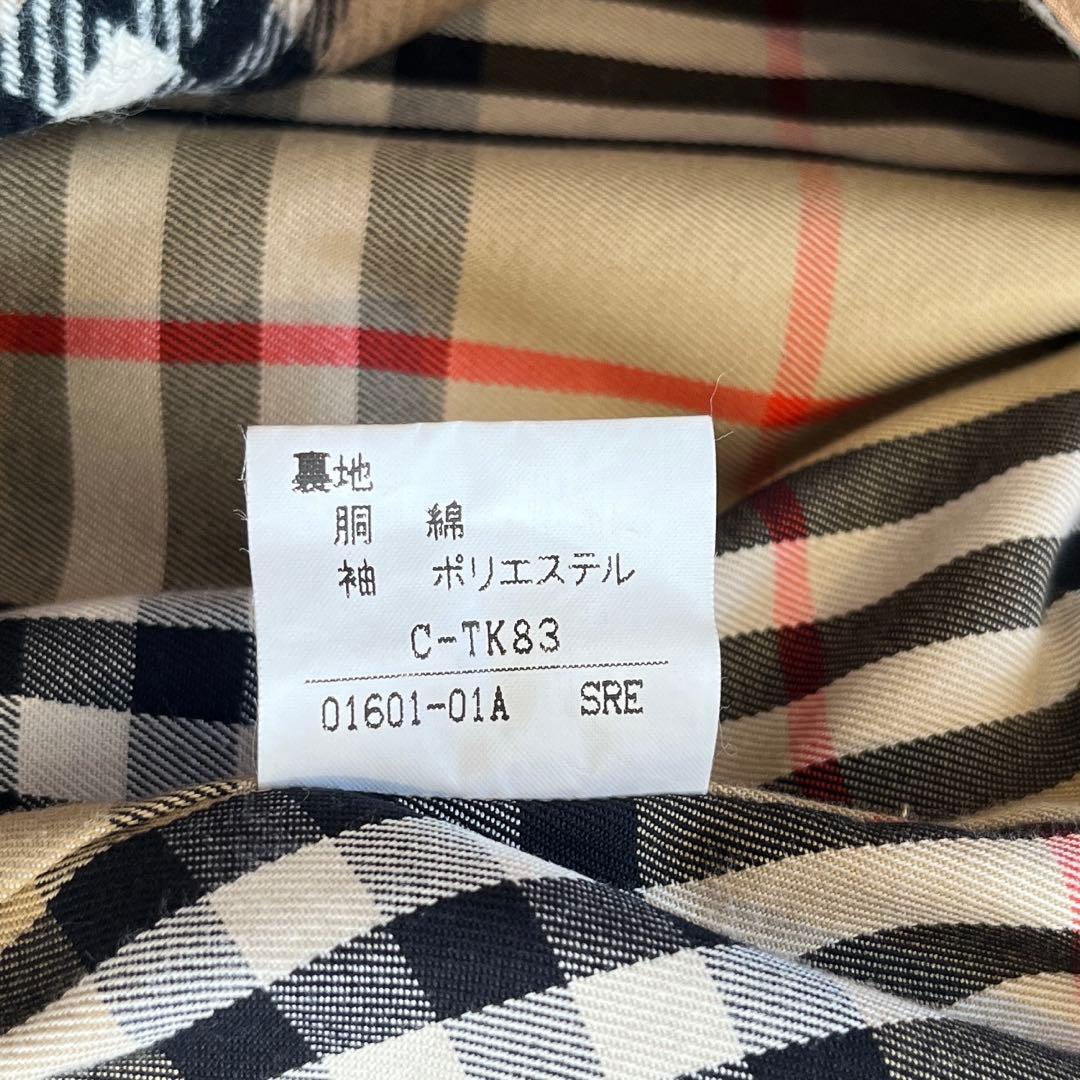 裏地
胴 綿
袖 ポリエステル
C-TK83
01601-01A SRE